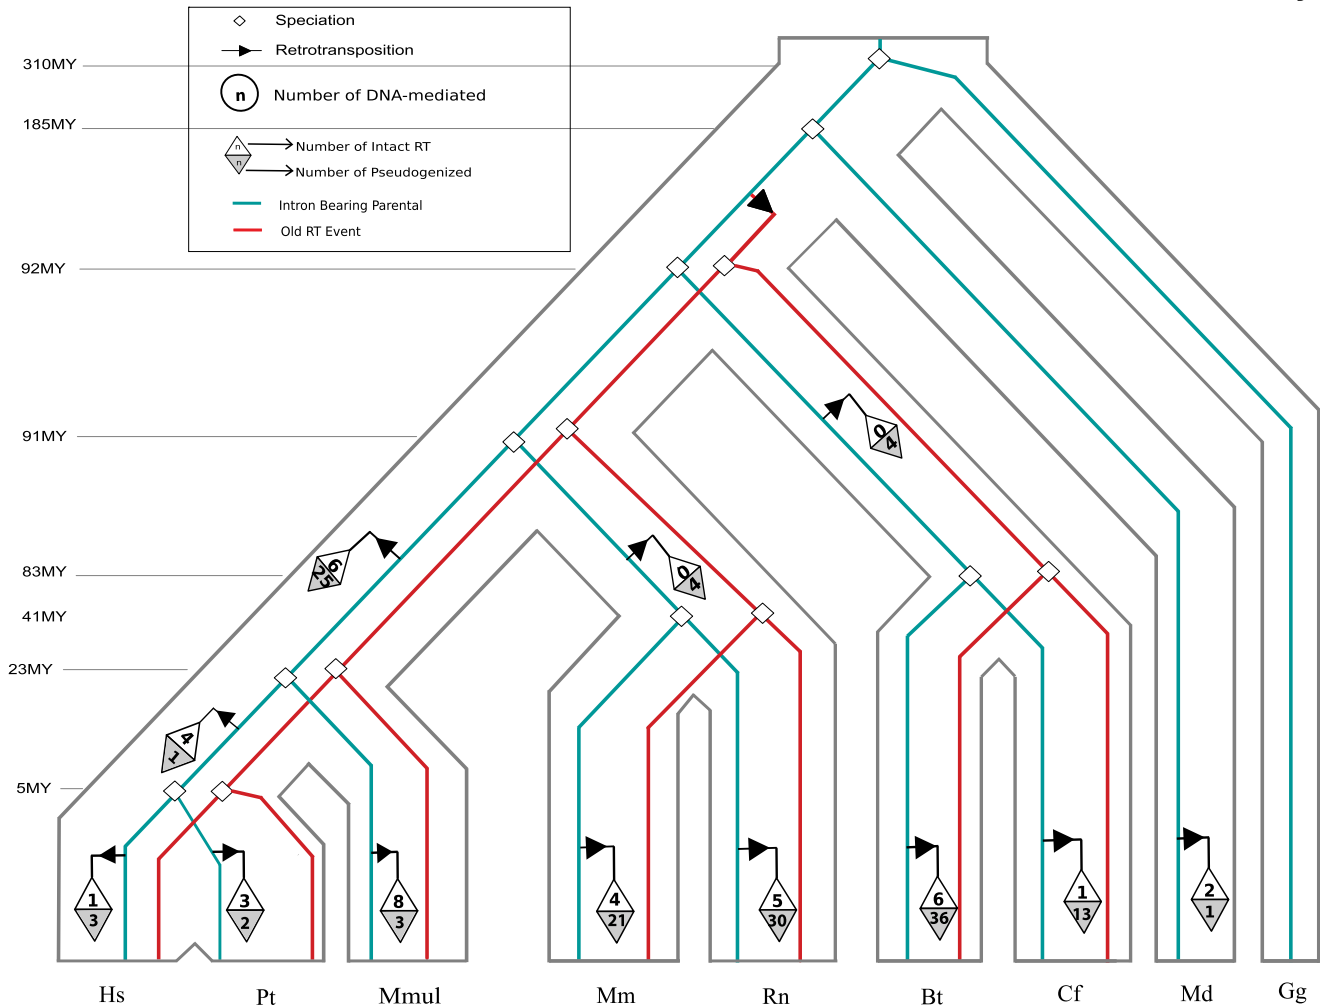 Speciation
Retrotransposition
n Number of DNA-mediated
n Number of Intact RT
n Number of Pseudogenized
Intron Bearing Parental
Old RT Event
310MY
185MY
92MY
91MY
83MY
41MY
23MY
5MY
0
4
6
25
0
4
4
1
1
3
3
2
8
3
4
21
5
30
6
36
1
13
2
1
Hs Pt Mmul Mm Rn Bt Cf Md Gg